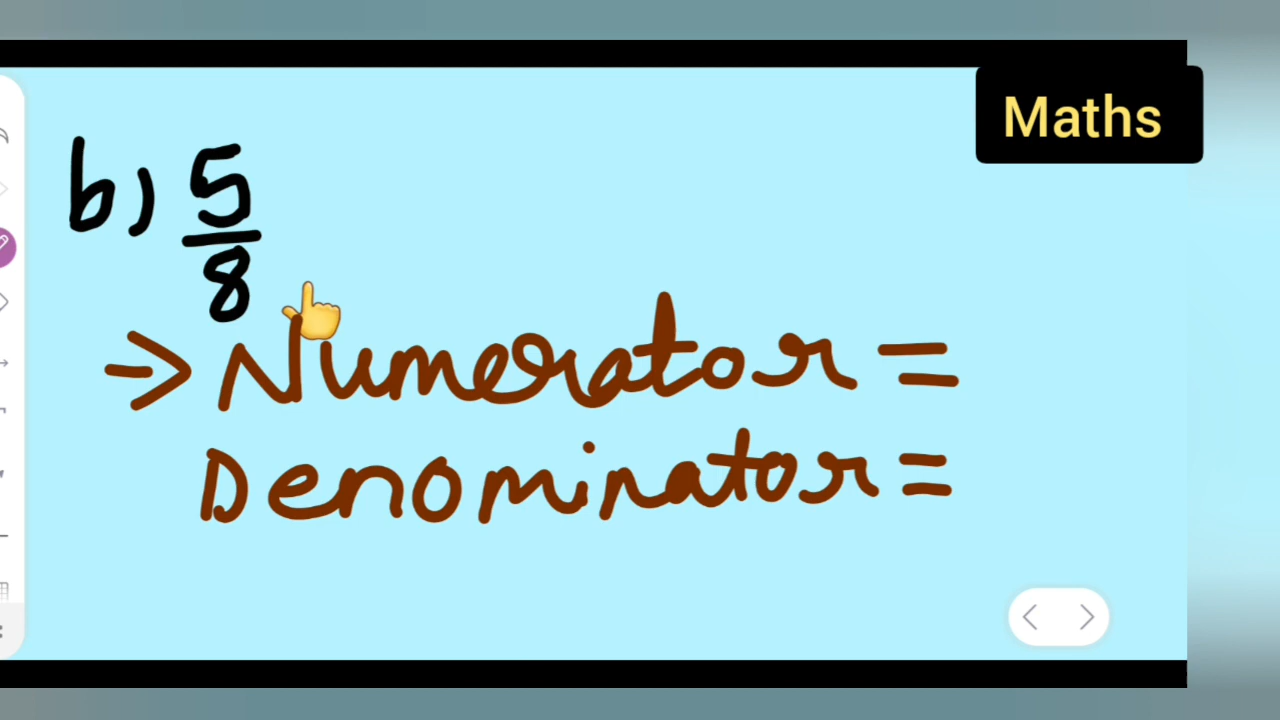 Maths
b) 5/8
→ Numerator =
Denominator =